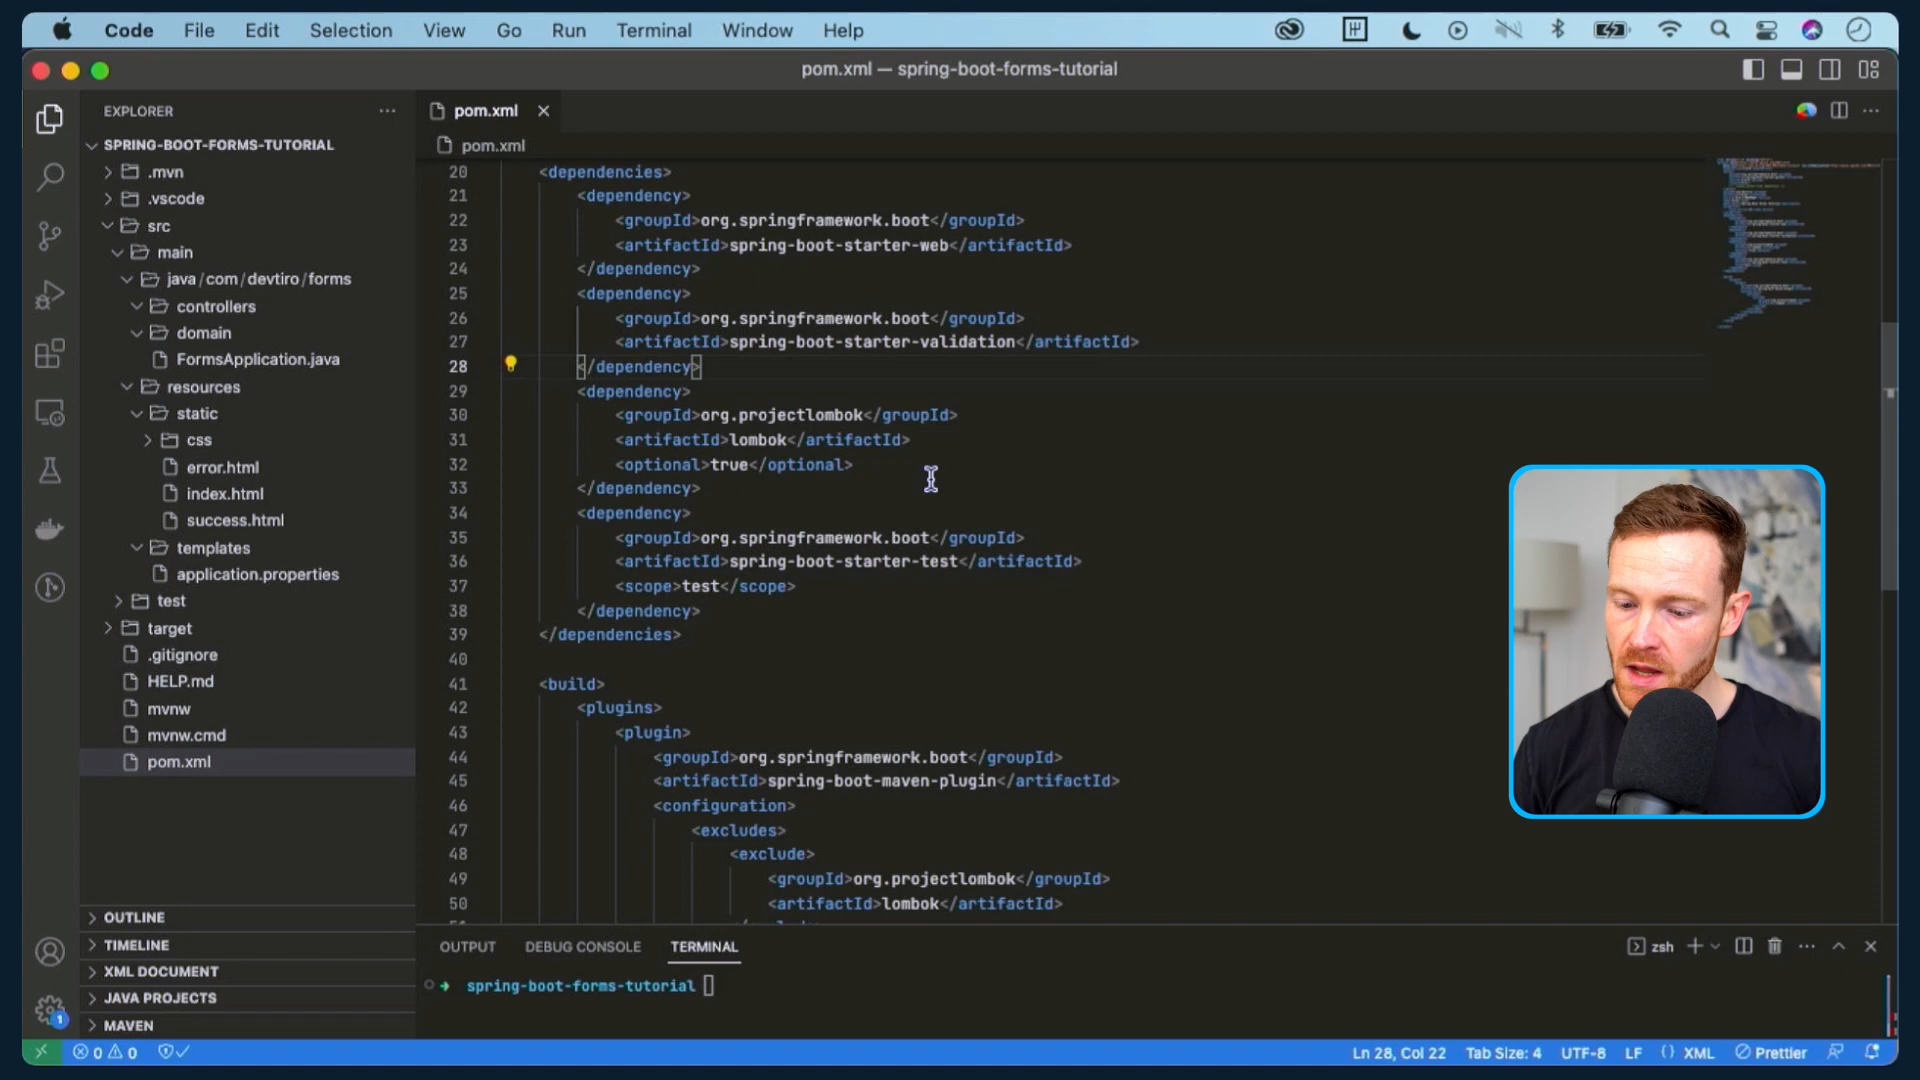 Code File Edit Selection View Go Run Terminal Window Help
pom.xml — spring-boot-forms-tutorial
EXPLORER
SPRING-BOOT-FORMS-TUTORIAL
.mvn
.vscode
src
main
java/com/devtiro/forms
controllers
domain
FormsApplication.java
resources
static
css
error.html
index.html
success.html
templates
application.properties
test
target
.gitignore
HELP.md
mvnw
mvnw.cmd
pom.xml
OUTLINE
TIMELINE
XML DOCUMENT
JAVA PROJECTS
MAVEN
pom.xml
pom.xml
20 <dependencies>
21 <dependency>
22 <groupId>org.springframework.boot</groupId>
23 <artifactId>spring-boot-starter-web</artifactId>
24 </dependency>
25 <dependency>
26 <groupId>org.springframework.boot</groupId>
27 <artifactId>spring-boot-starter-validation</artifactId>
28 </dependency>
29 <dependency>
30 <groupId>org.projectlombok</groupId>
31 <artifactId>lombok</artifactId>
32 <optional>true</optional>
33 </dependency>
34 <dependency>
35 <groupId>org.springframework.boot</groupId>
36 <artifactId>spring-boot-starter-test</artifactId>
37 <scope>test</scope>
38 </dependency>
39 </dependencies>
40
41 <build>
42 <plugins>
43 <plugin>
44 <groupId>org.springframework.boot</groupId>
45 <artifactId>spring-boot-maven-plugin</artifactId>
46 <configuration>
47 <excludes>
48 <exclude>
49 <groupId>org.projectlombok</groupId>
50 <artifactId>lombok</artifactId>
OUTPUT DEBUG CONSOLE TERMINAL
zsh
spring-boot-forms-tutorial
1
0 0
Ln 28, Col 22 Tab Size: 4 UTF-8 LF {} XML Prettier